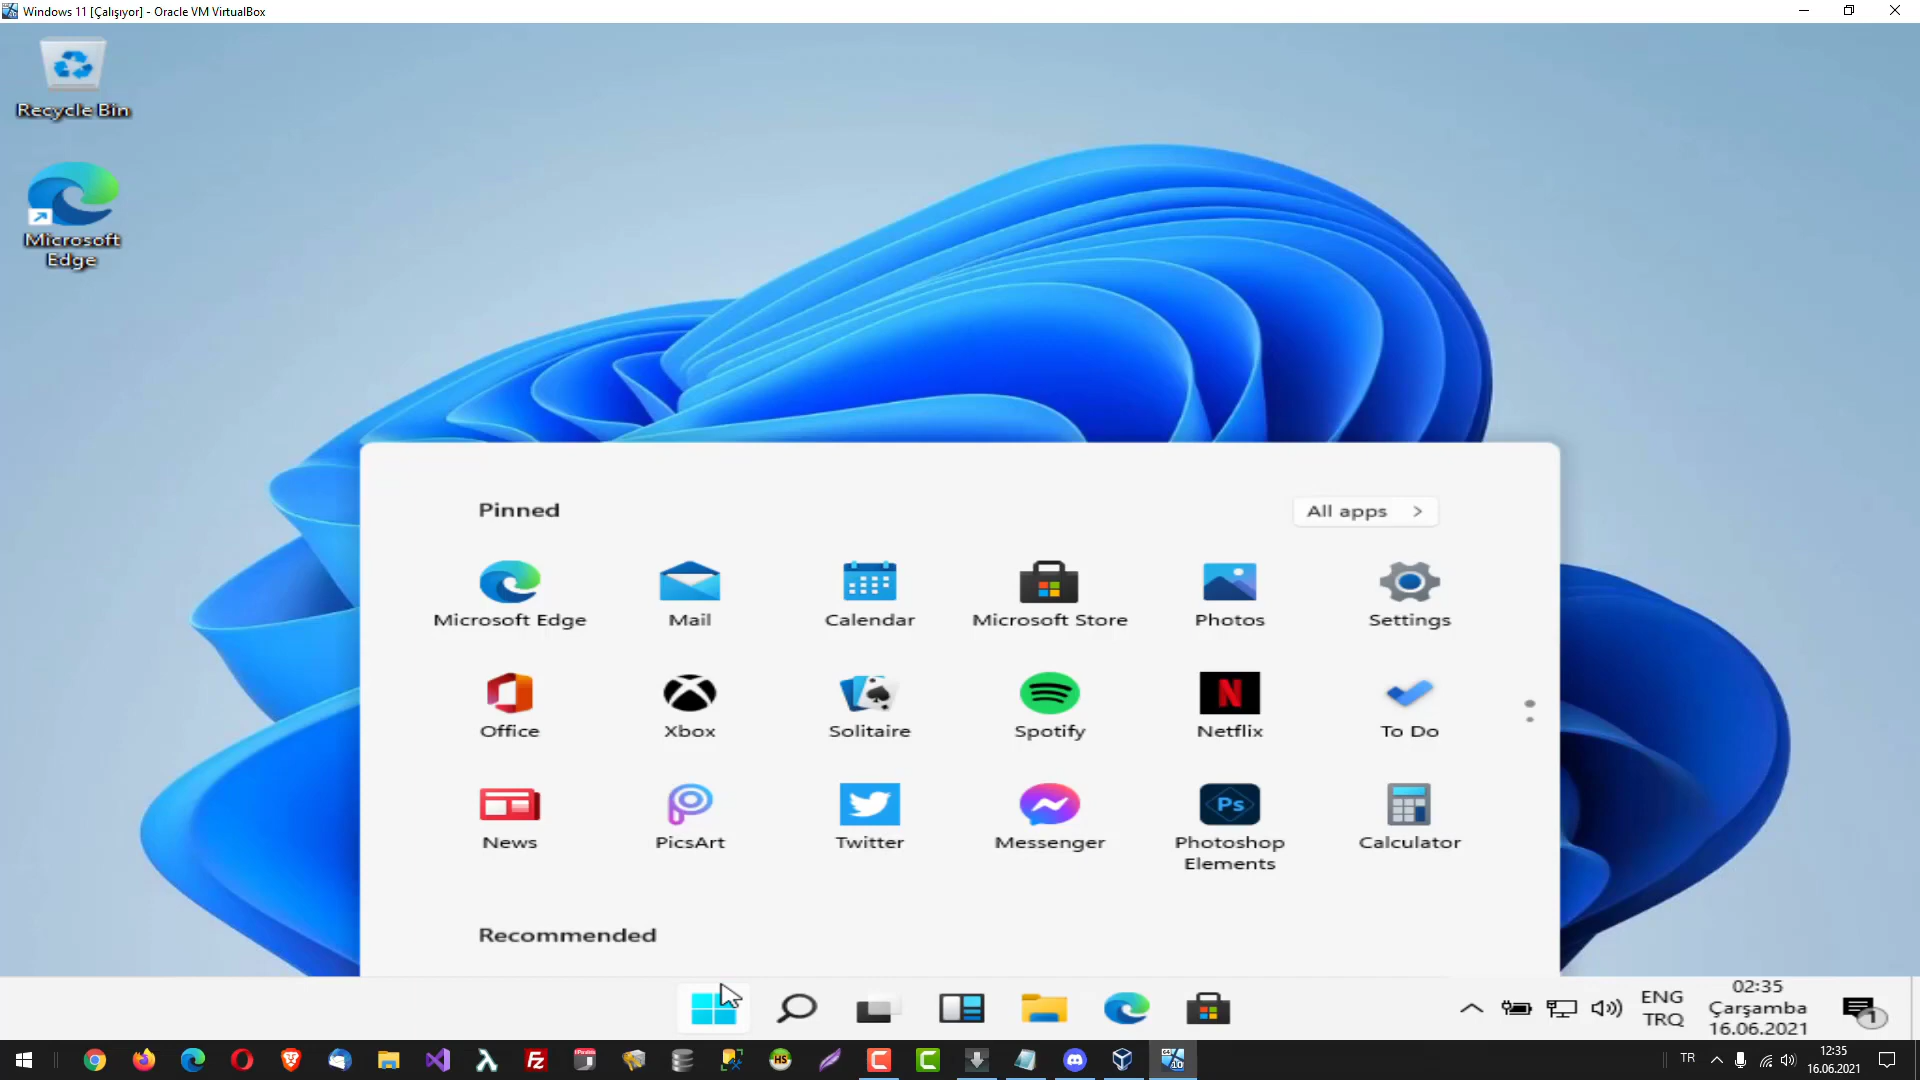 Windows 11 [Çalışıyor] - Oracle VM VirtualBox
Recycle Bin
Microsoft
Edge
Pinned
All apps
Microsoft Edge
Mail
Calendar
Microsoft Store
Photos
Settings
Office
Xbox
Solitaire
Spotify
Netflix
To Do
News
PicsArt
Twitter
Messenger
Ps
Photoshop
Elements
Calculator
Recommended
ENG
TRQ
02:35
Çarşamba
16.06.2021
1
TR
12:35
16.06.2021